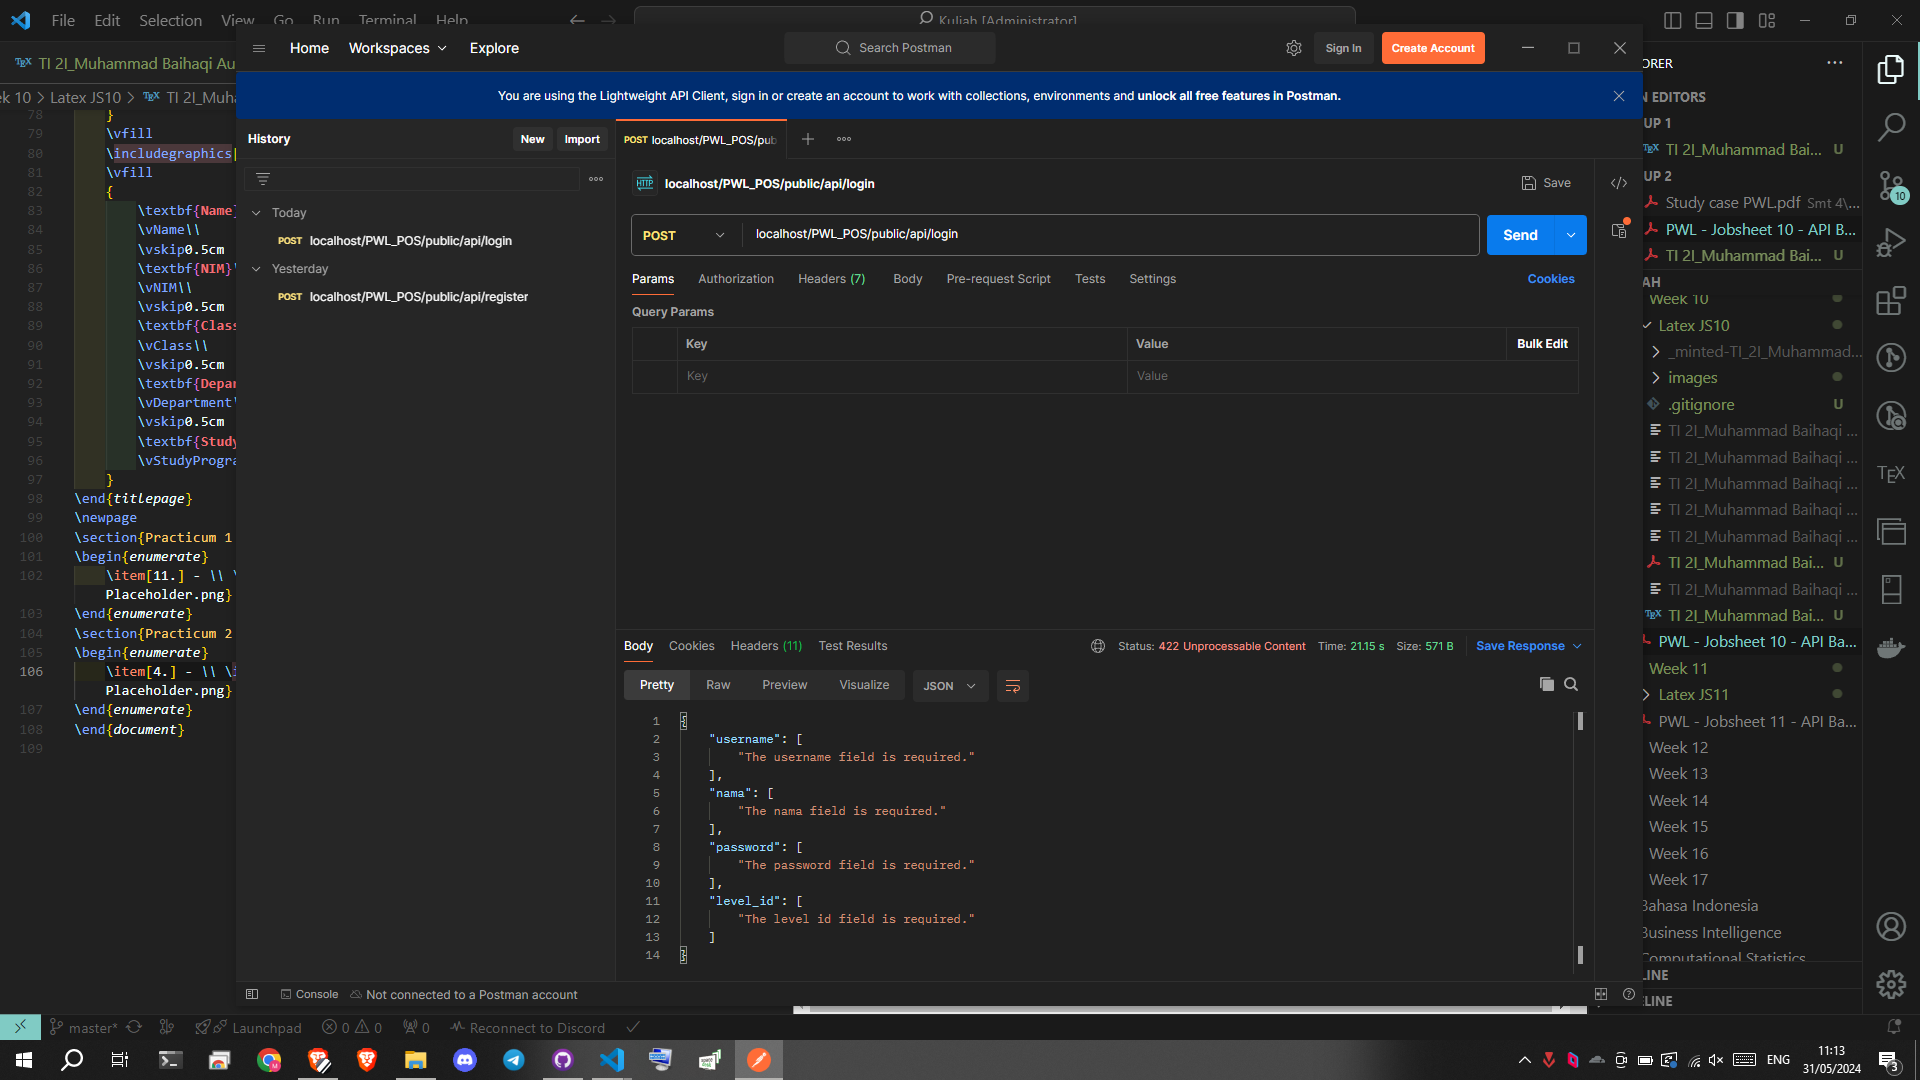 File Edit Selection View Go Run Terminal Help
Kuliah [Administrator]
TI 2I_Muhammad Baihaqi Au
Latex JS10
78 }
79 \vfill
80 \includegraphics
81 \vfill
82 {
83 \textbf{Name}
84 \vName\\
85 \vskip0.5cm
86 \textbf{NIM}
87 \vNIM\\
88 \vskip0.5cm
89 \textbf{Class
90 \vClass\\
91 \vskip0.5cm
92 \textbf{Depar
93 \vDepartment
94 \vskip0.5cm
95 \textbf{Study
96 \vStudyProgra
97 }
98 \end{titlepage}
99 \newpage
100 \section{Practicum 1
101 \begin{enumerate}
102 \item[11.] - \\ \
Placeholder.png}
103 \end{enumerate}
104 \section{Practicum 2
105 \begin{enumerate}
106 \item[4.] - \\ \
Placeholder.png}
107 \end{enumerate}
108 \end{document}
109
Home Workspaces Explore
Search Postman
Sign In
Create Account
You are using the Lightweight API Client, sign in or create an account to work with collections, environments and unlock all free features in Postman.
History
New Import
Today
POST localhost/PWL_POS/public/api/login
Yesterday
POST localhost/PWL_POS/public/api/register
POST localhost/PWL_POS/pub
HTTP localhost/PWL_POS/public/api/login
Save
POST localhost/PWL_POS/public/api/login
Send
Params Authorization Headers (7) Body Pre-request Script Tests Settings
Cookies
Query Params
Key Value Bulk Edit
Key Value
Body Cookies Headers (11) Test Results
Status: 422 Unprocessable Content Time: 21.15 s Size: 571 B
Save Response
Pretty Raw Preview Visualize JSON
1 {
2 "username": [
3 "The username field is required."
4 ],
5 "nama": [
6 "The nama field is required."
7 ],
8 "password": [
9 "The password field is required."
10 ],
11 "level_id": [
12 "The level id field is required."
13 ]
14 }
Console
Not connected to a Postman account
ORER
N EDITORS
UP 1
TI 2I_Muhammad Bai... U
UP 2
Study case PWL.pdf Smt 4\...
PWL - Jobsheet 10 - API B...
TI 2I_Muhammad Bai... U
AH
Week 10
Latex JS10
_minted-TI_2I_Muhammad...
images
.gitignore U
TI 2I_Muhammad Baihaqi ...
TI 2I_Muhammad Baihaqi ...
TI 2I_Muhammad Baihaqi ...
TI 2I_Muhammad Baihaqi ...
TI 2I_Muhammad Baihaqi ...
TI 2I_Muhammad Bai... U
TI 2I_Muhammad Baihaqi ...
TI 2I_Muhammad Bai... U
PWL - Jobsheet 10 - API Ba...
Week 11
Latex JS11
PWL - Jobsheet 11 - API Ba...
Week 12
Week 13
Week 14
Week 15
Week 16
Week 17
Bahasa Indonesia
Business Intelligence
Computational Statistics
LINE
ELINE
10
TEX
master*
Launchpad
0 0
0
Reconnect to Discord
ENG
11:13
31/05/2024
3